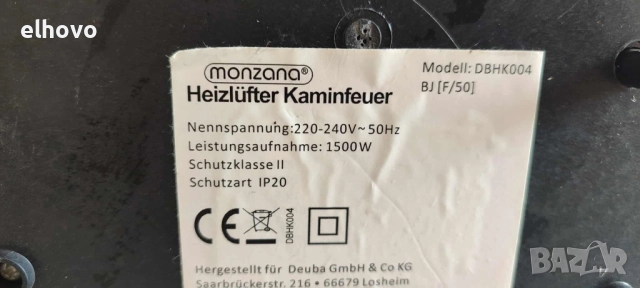 elhovo
monzana®
Modell: DBHK004
Heizlüfter Kaminfeuer
BJ [F/50]
Nennspannung:220-240V~50Hz
Leistungsaufnahme: 1500W
Schutzklasse II
Schutzart IP20
CE
DBHK004
Hergestellt für Deuba GmbH & Co KG
Saarbrückerstr. 216 • 66679 Losheim
BAZAR